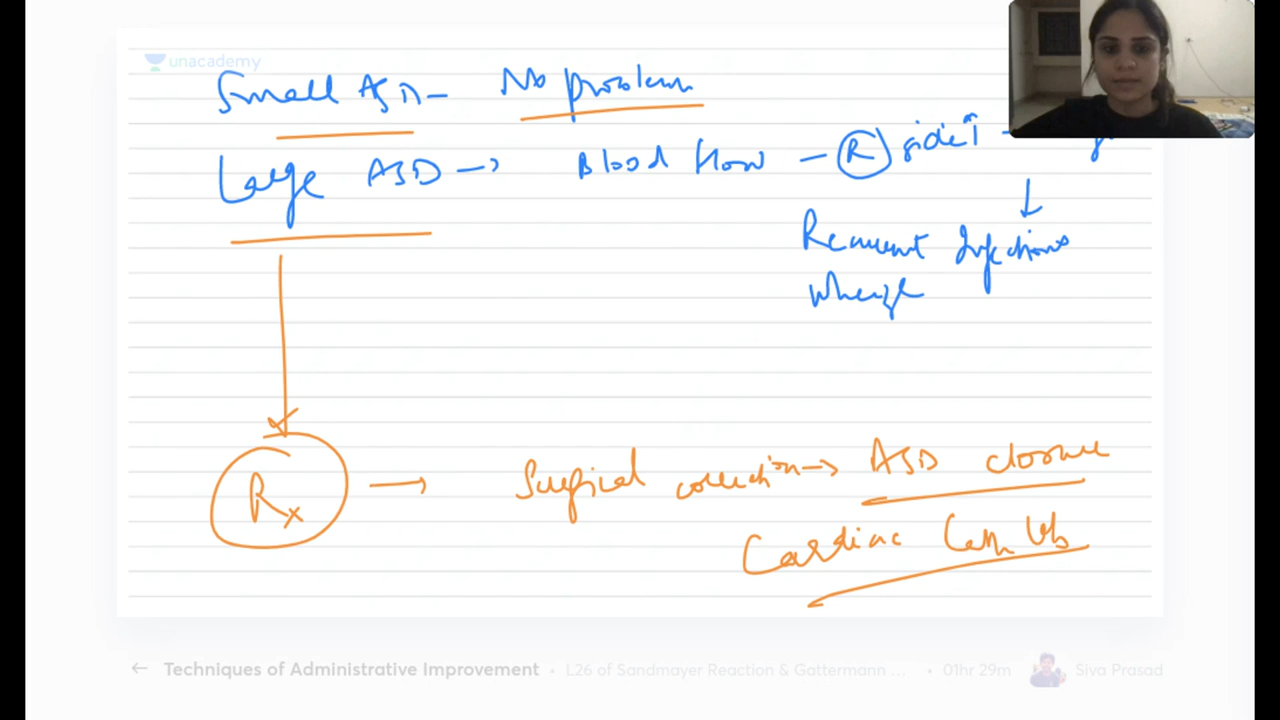 unacademy
Small ASD - No problem
Large ASD → Blood flow - R side ↑ -
↓
Recurrent Infections
Wheeze
Rx → Surgical correction → ASD closure
Cardiac Cath lab
← Techniques of Administrative Improvement • L26 of Sandmayer Reaction & Gattermann ... • 01hr 29m Siva Prasad